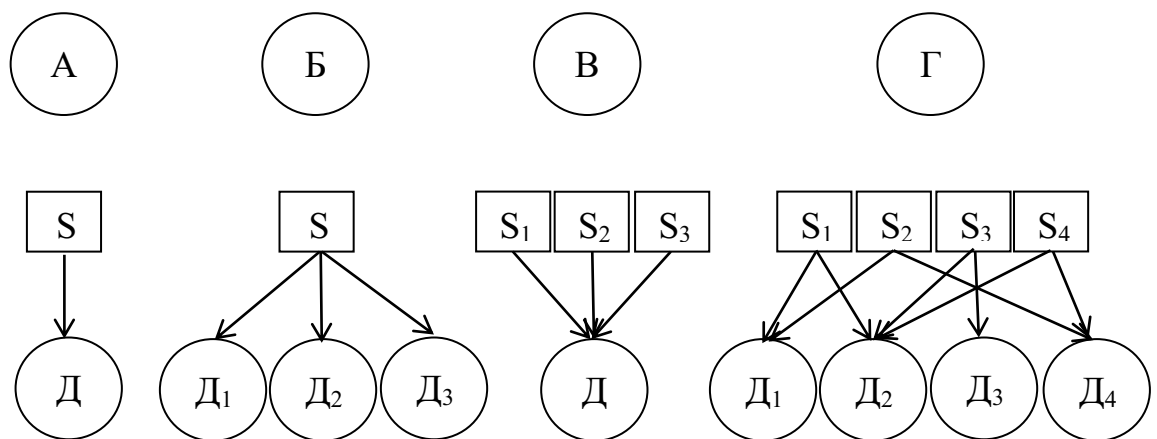 А Б В Г
S S S₁ S₂ S₃ S₁ S₂ S₃ S₄
Д Д₁ Д₂ Д₃ Д Д₁ Д₂ Д₃ Д₄